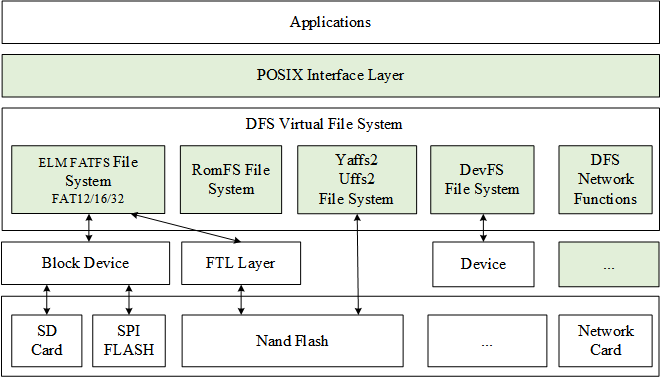 Applications
POSIX Interface Layer
DFS Virtual File System
ELM FATFS File
System
FAT12/16/32
RomFS File
System
Yaffs2
Uffs2
File System
DevFS
File System
DFS
Network
Functions
Block Device
FTL Layer
Device
...
SD
Card
SPI
FLASH
Nand Flash
...
Network
Card